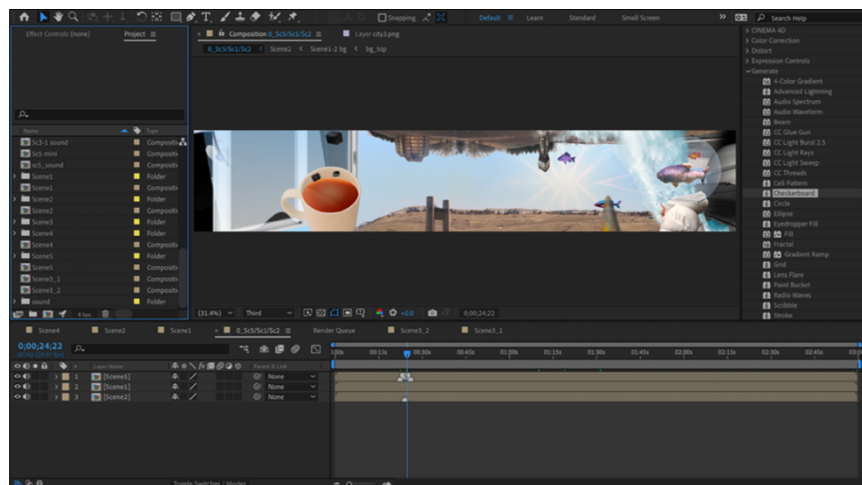 Snapping
Default
Learn
Standard
Small Screen
Search Help
Effect Controls (none)
Project
Composition 0_Sc5/Sc1/Sc2
Layer city3.png
0_Sc5/Sc1/Sc2
Scene2
Scene1-2 bg
bg_top
Name
Type
Sc3-1 sound
Compositi
Sc5 mini
Compositi
sc5_sound
Compositi
Scene1
Folder
Scene1
Compositi
Scene2
Folder
Scene2
Compositi
Scene3
Folder
Scene4
Folder
Scene4
Compositi
Scene5
Folder
Scene5
Compositi
Scene3_1
Compositi
Scene3_2
Compositi
sound
Folder
8 bpc
(31.4%)
Third
+0.0
0;00;24;22
CINEMA 4D
Color Correction
Distort
Expression Controls
Generate
4-Color Gradient
Advanced Lightning
Audio Spectrum
Audio Waveform
Beam
CC Glue Gun
CC Light Burst 2.5
CC Light Rays
CC Light Sweep
CC Threads
Cell Pattern
Checkerboard
Circle
Ellipse
Eyedropper Fill
Fill
Fractal
Gradient Ramp
Grid
Lens Flare
Paint Bucket
Radio Waves
Scribble
Stroke
Scene4
Scene2
Scene1
0_Sc5/Sc1/Sc2
Render Queue
Scene3_2
Scene3_1
0;00;24;22
00:15s
00:30s
00:45s
01:00s
01:15s
01:30s
01:45s
02:00s
02:15s
02:30s
02:45s
Layer Name
Parent & Link
1
[Scene5]
None
2
[Scene1]
None
3
[Scene2]
None
Toggle Switches / Modes